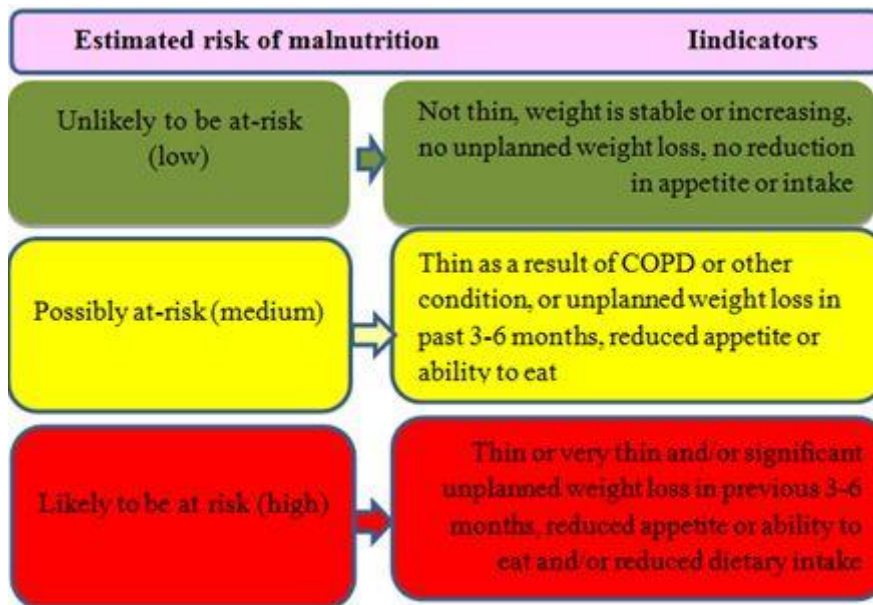 Estimated risk of malnutrition Iindicators
Unlikely to be at-risk
(low)
Not thin, weight is stable or increasing,
no unplanned weight loss, no reduction
in appetite or intake
Possibly at-risk (medium)
Thin as a result of COPD or other
condition, or unplanned weight loss in
past 3-6 months, reduced appetite or
ability to eat
Likely to be at risk (high)
Thin or very thin and/or significant
unplanned weight loss in previous 3-6
months, reduced appetite or ability to
eat and/or reduced dietary intake